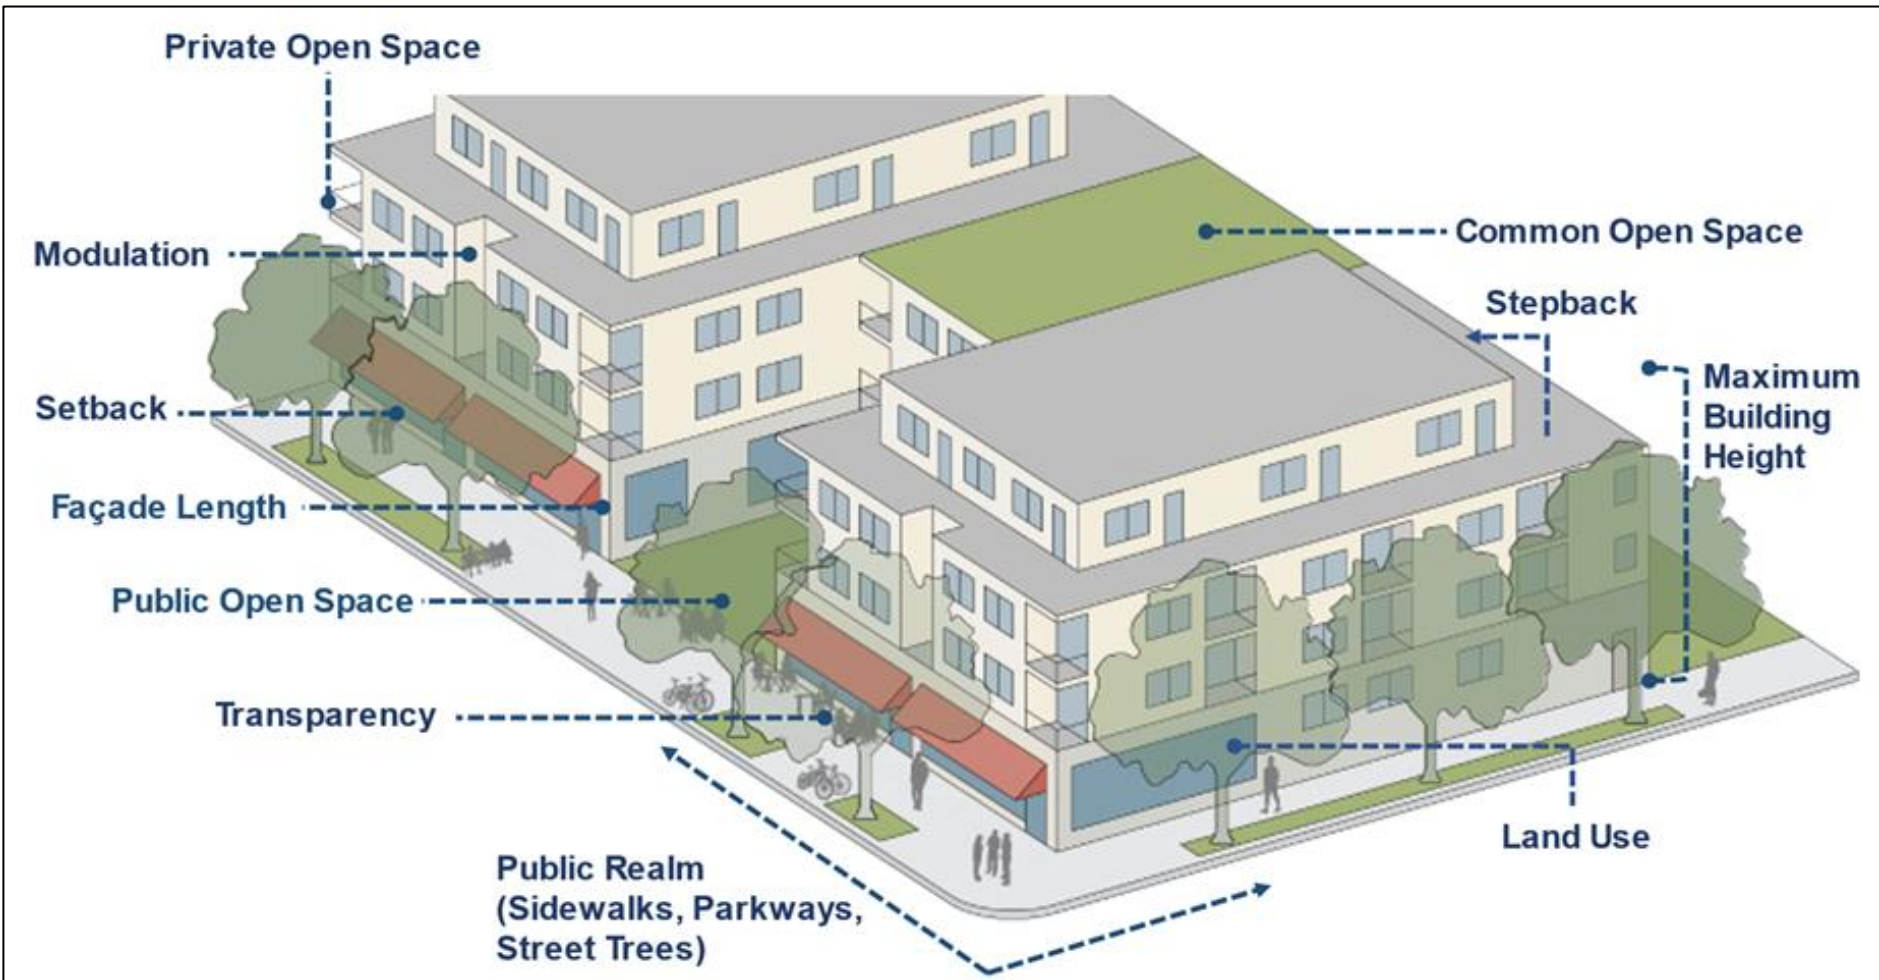 Private Open Space
Modulation
Common Open Space
Stepback
Setback
Maximum
Building
Height
Façade Length
Public Open Space
Transparency
Land Use
Public Realm
(Sidewalks, Parkways,
Street Trees)